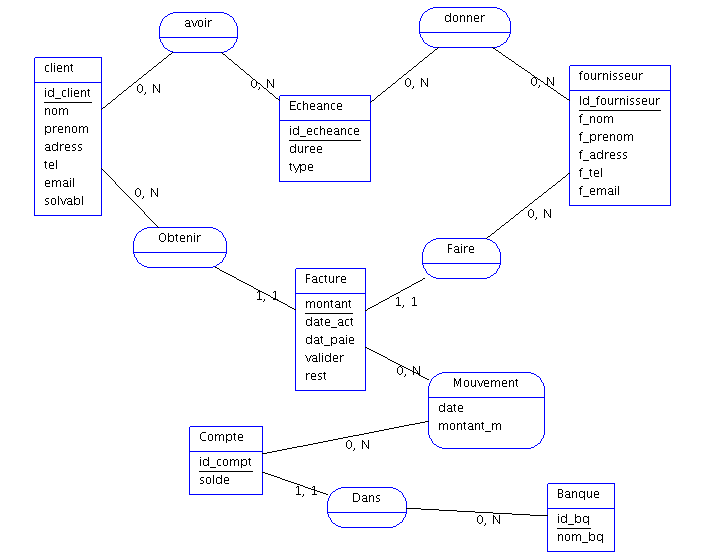 avoir
donner
client
id_client
nom
prenom
adress
tel
email
solvabl
0, N
0, N
Echeance
id_echeance
duree
type
0, N
0, N
fournisseur
Id_fournisseur
f_nom
f_prenom
f_adress
f_tel
f_email
0, N
Obtenir
1, 1
0, N
Faire
1, 1
Facture
montant
date_act
dat_paie
valider
rest
0, N
Mouvement
date
montant_m
Compte
id_compt
solde
0, N
1, 1
Dans
0, N
Banque
id_bq
nom_bq